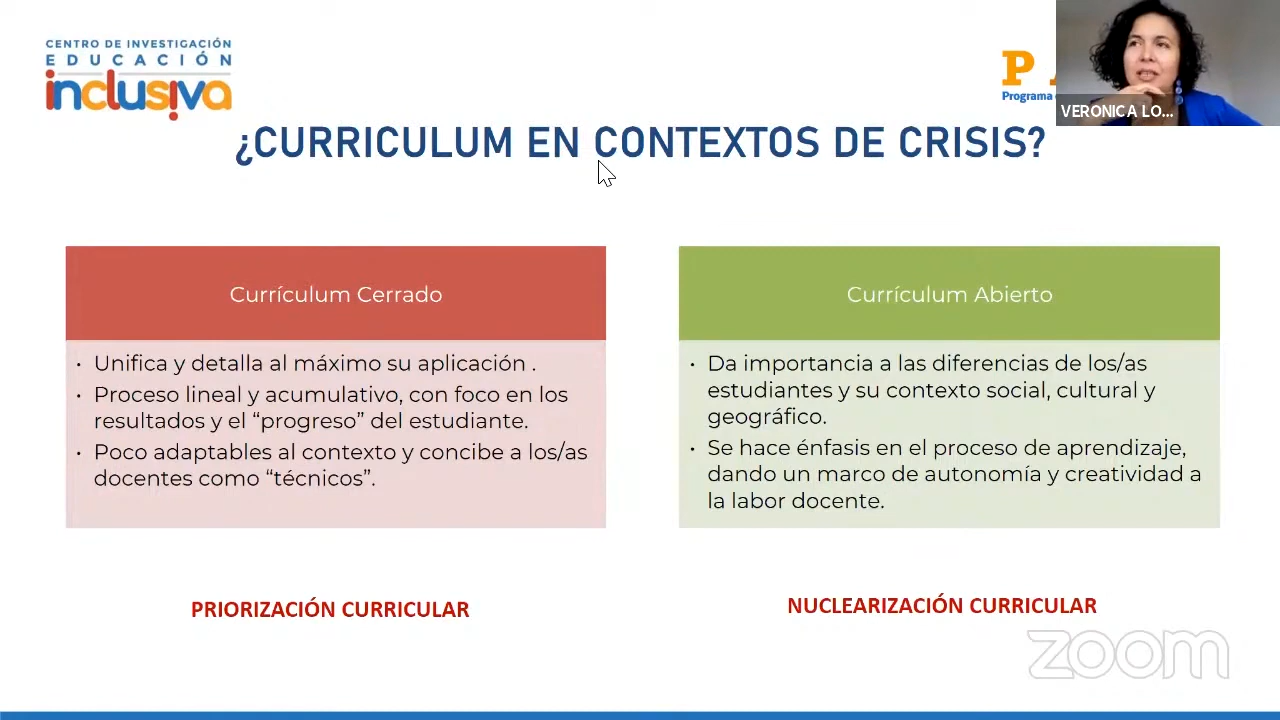 CENTRO DE INVESTIGACIÓN
EDUCACIÓN
inclusiva
P
Programa
VERONICA LO...
¿CURRICULUM EN CONTEXTOS DE CRISIS?
Currículum Cerrado
• Unifica y detalla al máximo su aplicación .
• Proceso lineal y acumulativo, con foco en los
resultados y el “progreso” del estudiante.
• Poco adaptables al contexto y concibe a los/as
docentes como “técnicos”.
Currículum Abierto
• Da importancia a las diferencias de los/as
estudiantes y su contexto social, cultural y
geográfico.
• Se hace énfasis en el proceso de aprendizaje,
dando un marco de autonomía y creatividad a
la labor docente.
PRIORIZACIÓN CURRICULAR
NUCLEARIZACIÓN CURRICULAR
zoom